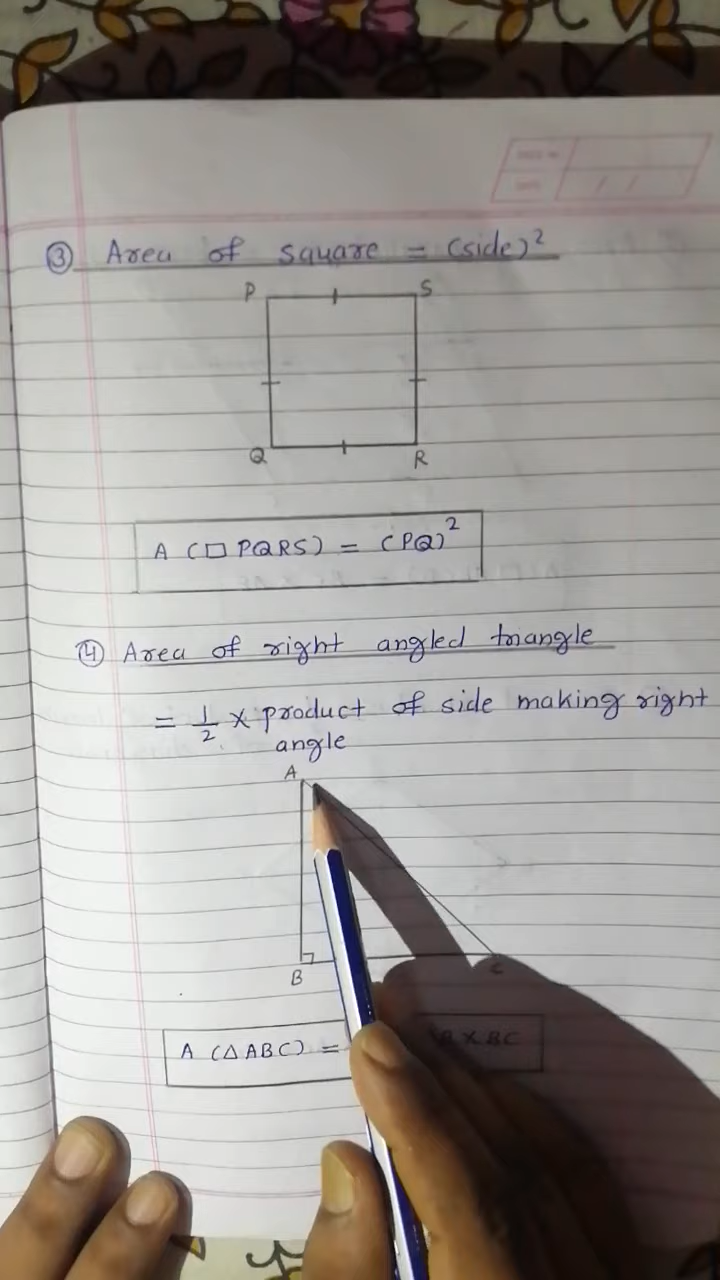 ③ Area of square = (side)²
P S
Q R
A (□ PQRS) = (PQ)²
④ Area of right angled triangle
= 1/2 × product of side making right
angle
A
B C
A (△ ABC) = × BC